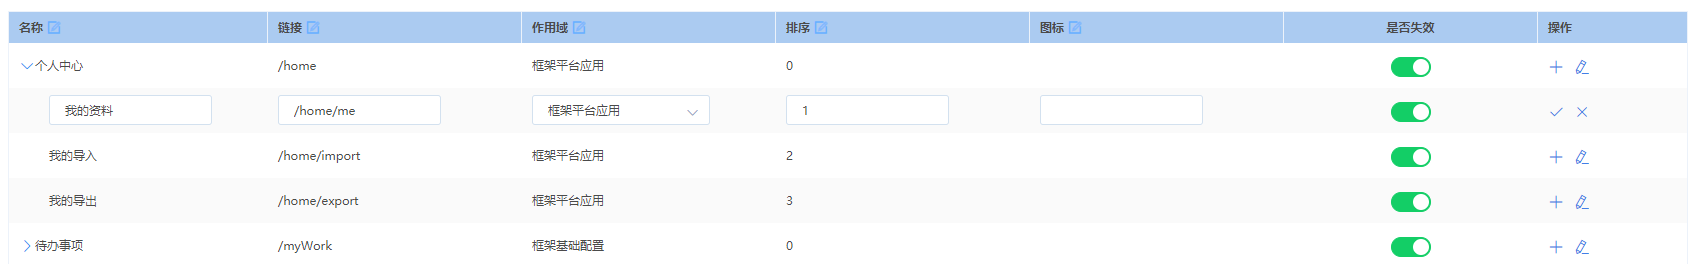 名称 链接 作用域 排序 图标 是否失效 操作
个人中心 /home 框架平台应用 0
我的资料 /home/me 框架平台应用 1
我的导入 /home/import 框架平台应用 2
我的导出 /home/export 框架平台应用 3
待办事项 /myWork 框架基础配置 0